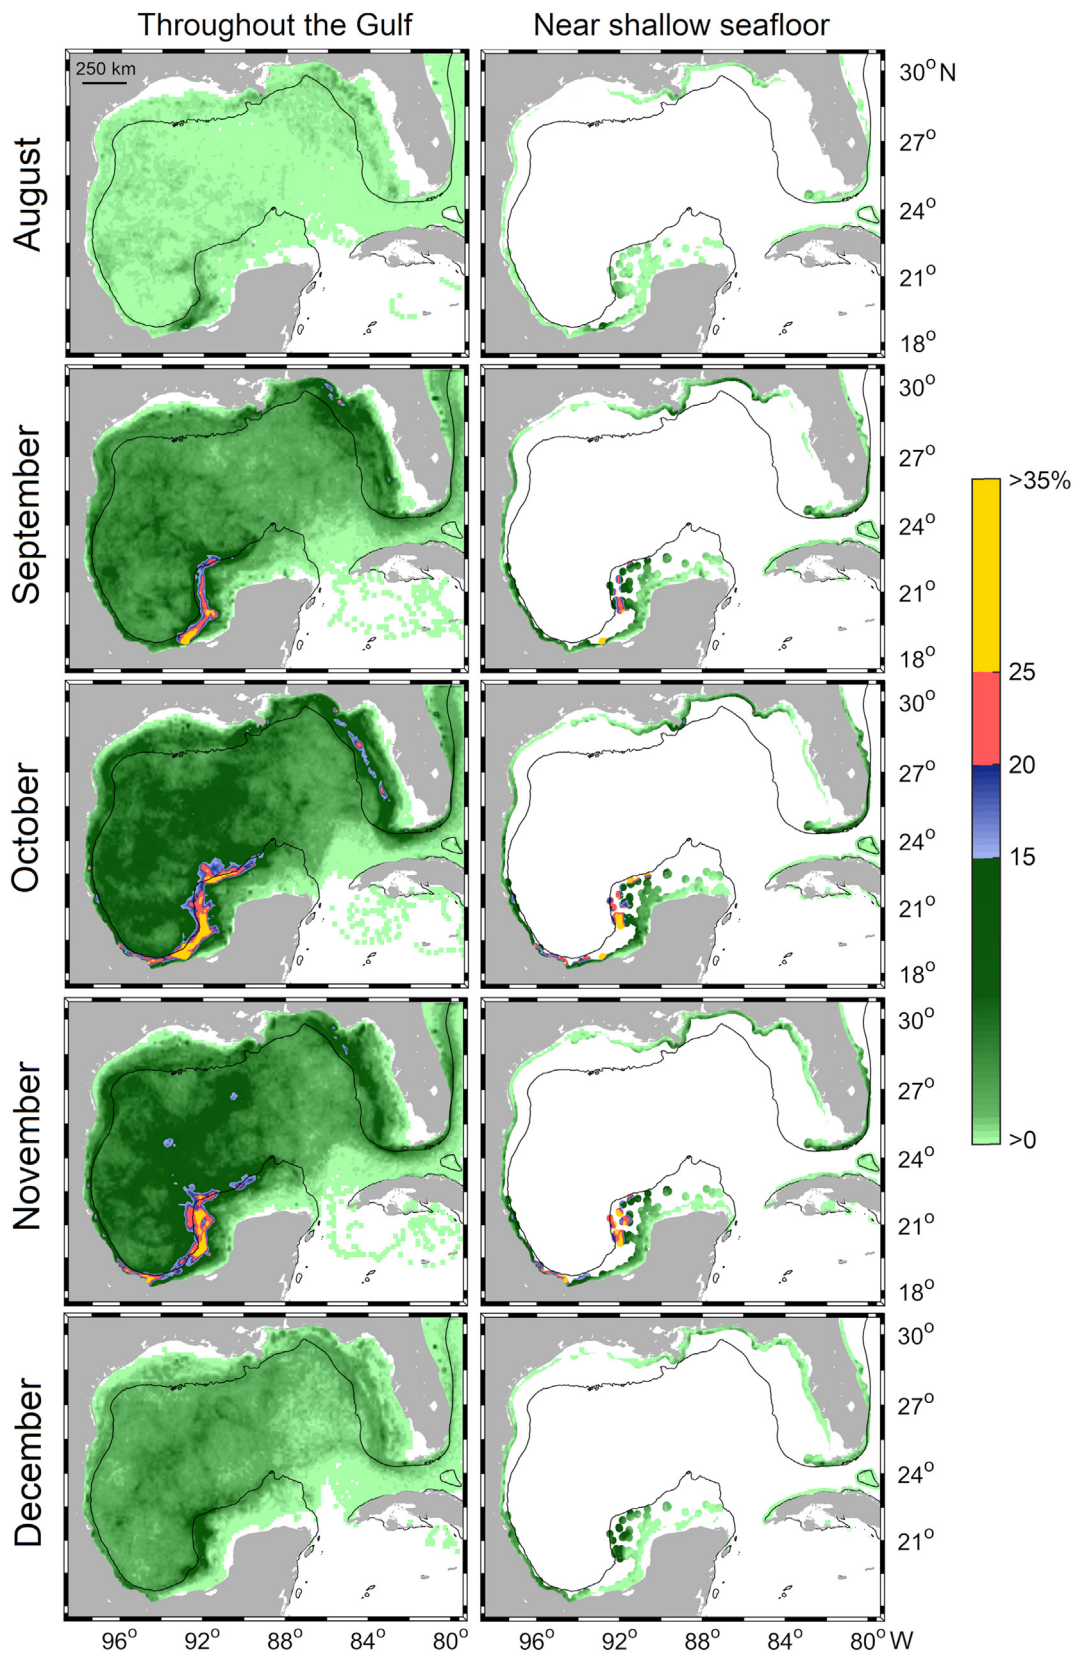 Throughout the Gulf
Near shallow seafloor
250 km
August
30° N
27°
24°
21°
18°
September
30°
27°
24°
21°
18°
October
30°
27°
24°
21°
18°
November
30°
27°
24°
21°
18°
December
30°
27°
24°
21°
96° 92° 88° 84° 80°
96° 92° 88° 84° 80° W
>35%
25
20
15
>0